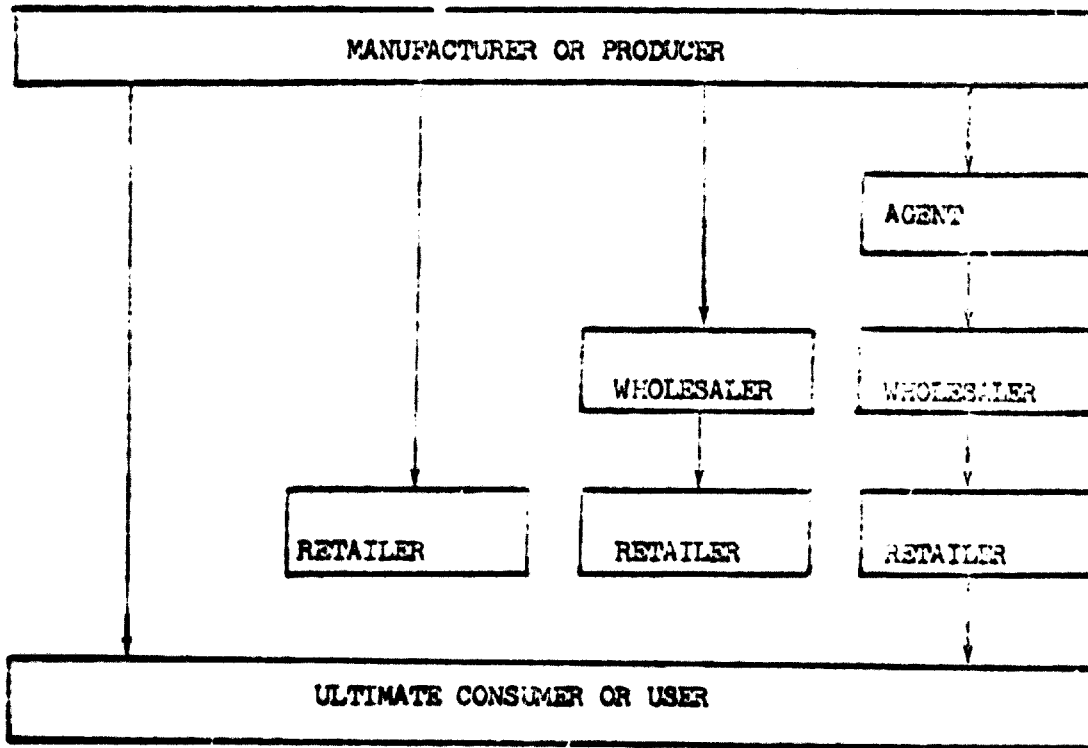 MANUFACTURER OR PRODUCER
AGENT
WHOLESALER WHOLESALER
RETAILER RETAILER RETAILER
ULTIMATE CONSUMER OR USER